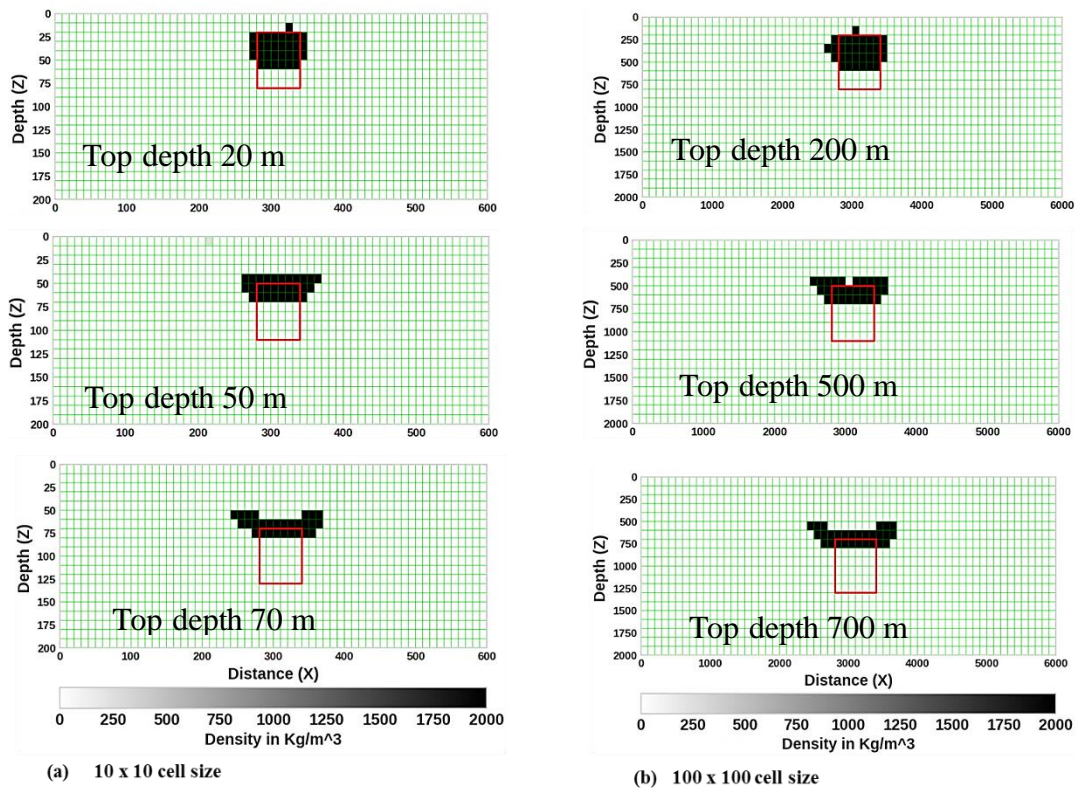 0
25
50
75
100
125
150
175
200
Depth (Z)
Top depth 20 m
0 100 200 300 400 500 600
0
25
50
75
100
125
150
175
200
Depth (Z)
Top depth 50 m
0 100 200 300 400 500 600
0
25
50
75
100
125
150
175
200
Depth (Z)
Top depth 70 m
0 100 200 300 400 500 600
Distance (X)
0 250 500 750 1000 1250 1500 1750 2000
Density in Kg/m^3
(a) 10 x 10 cell size
0
250
500
750
1000
1250
1500
1750
2000
Depth (Z)
Top depth 200 m
0 1000 2000 3000 4000 5000 6000
0
250
500
750
1000
1250
1500
1750
2000
Depth (Z)
Top depth 500 m
0 1000 2000 3000 4000 5000 6000
0
250
500
750
1000
1250
1500
1750
2000
Depth (Z)
Top depth 700 m
0 1000 2000 3000 4000 5000 6000
Distance (X)
0 250 500 750 1000 1250 1500 1750 2000
Density in Kg/m^3
(b) 100 x 100 cell size